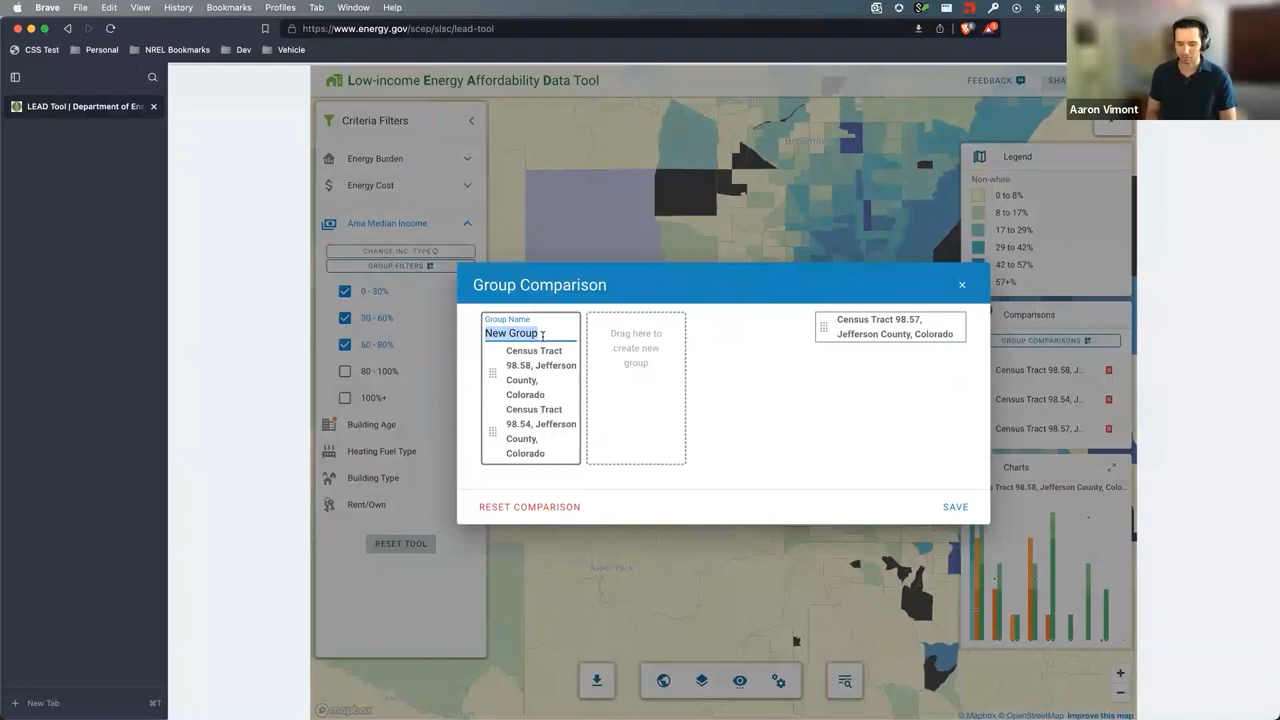 Brave File Edit View History Bookmarks Profiles Tab Window Help
https://www.energy.gov/scep/slsc/lead-tool
CSS Test Personal NREL Bookmarks Dev Vehicle
LEAD Tool | Department of Ene
Low-income Energy Affordability Data Tool
FEEDBACK
SHA
Aaron Vimont
Criteria Filters
Energy Burden
Energy Cost
Area Median Income
CHANGE INC. TYPE
GROUP FILTERS
0 - 30%
30 - 60%
60 - 80%
80 - 100%
100%+
Building Age
Heating Fuel Type
Building Type
Rent/Own
RESET TOOL
Broomfield
Legend
Non-white
0 to 8%
8 to 17%
17 to 29%
29 to 42%
42 to 57%
57+%
Group Comparison
Group Name
New Group
Census Tract
98.58, Jefferson
County,
Colorado
Census Tract
98.54, Jefferson
County,
Colorado
Drag here to
create new
group
Census Tract 98.57,
Jefferson County, Colorado
RESET COMPARISON
SAVE
Comparisons
GROUP COMPARISONS
Census Tract 98.58, J...
Census Tract 98.54, J...
Census Tract 98.57, J...
Charts
s Tract 98.58, Jefferson County, Colo...
Aspen Park
mapbox
© Mapbox © OpenStreetMap Improve this map
New Tab
⌘T